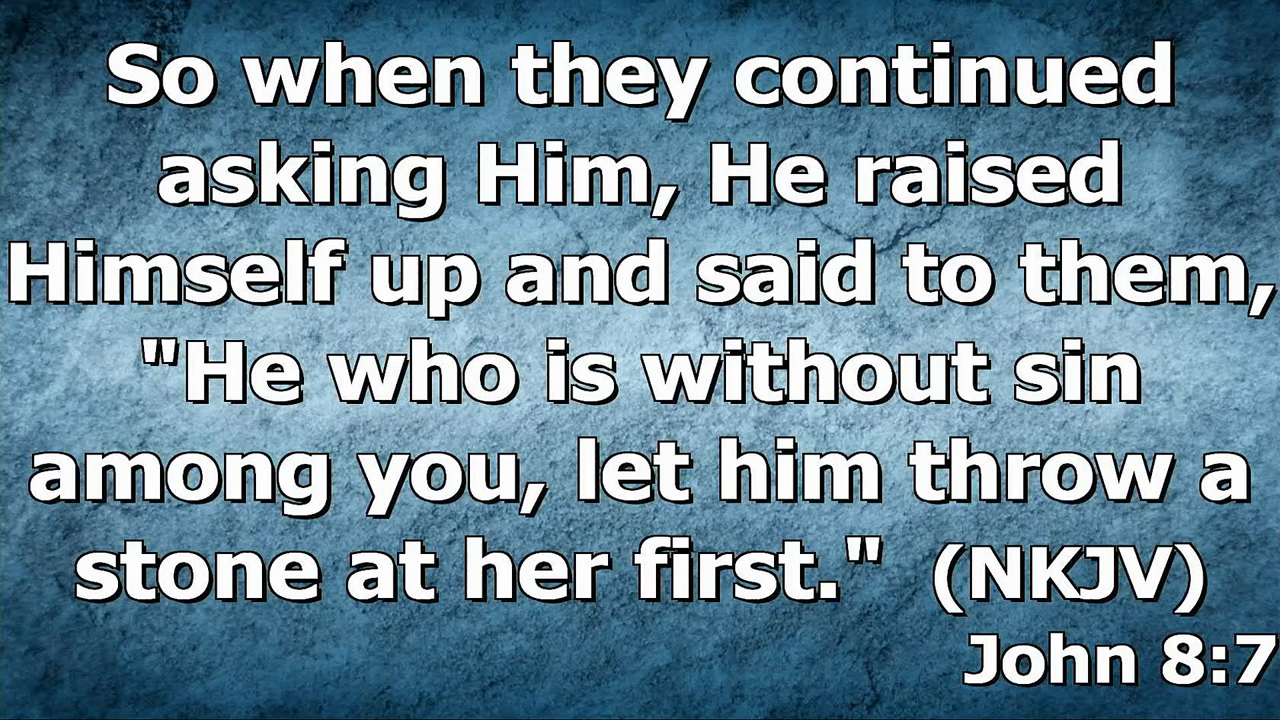 So when they continued
asking Him, He raised
Himself up and said to them,
"He who is without sin
among you, let him throw a
stone at her first." (NKJV)
John 8:7